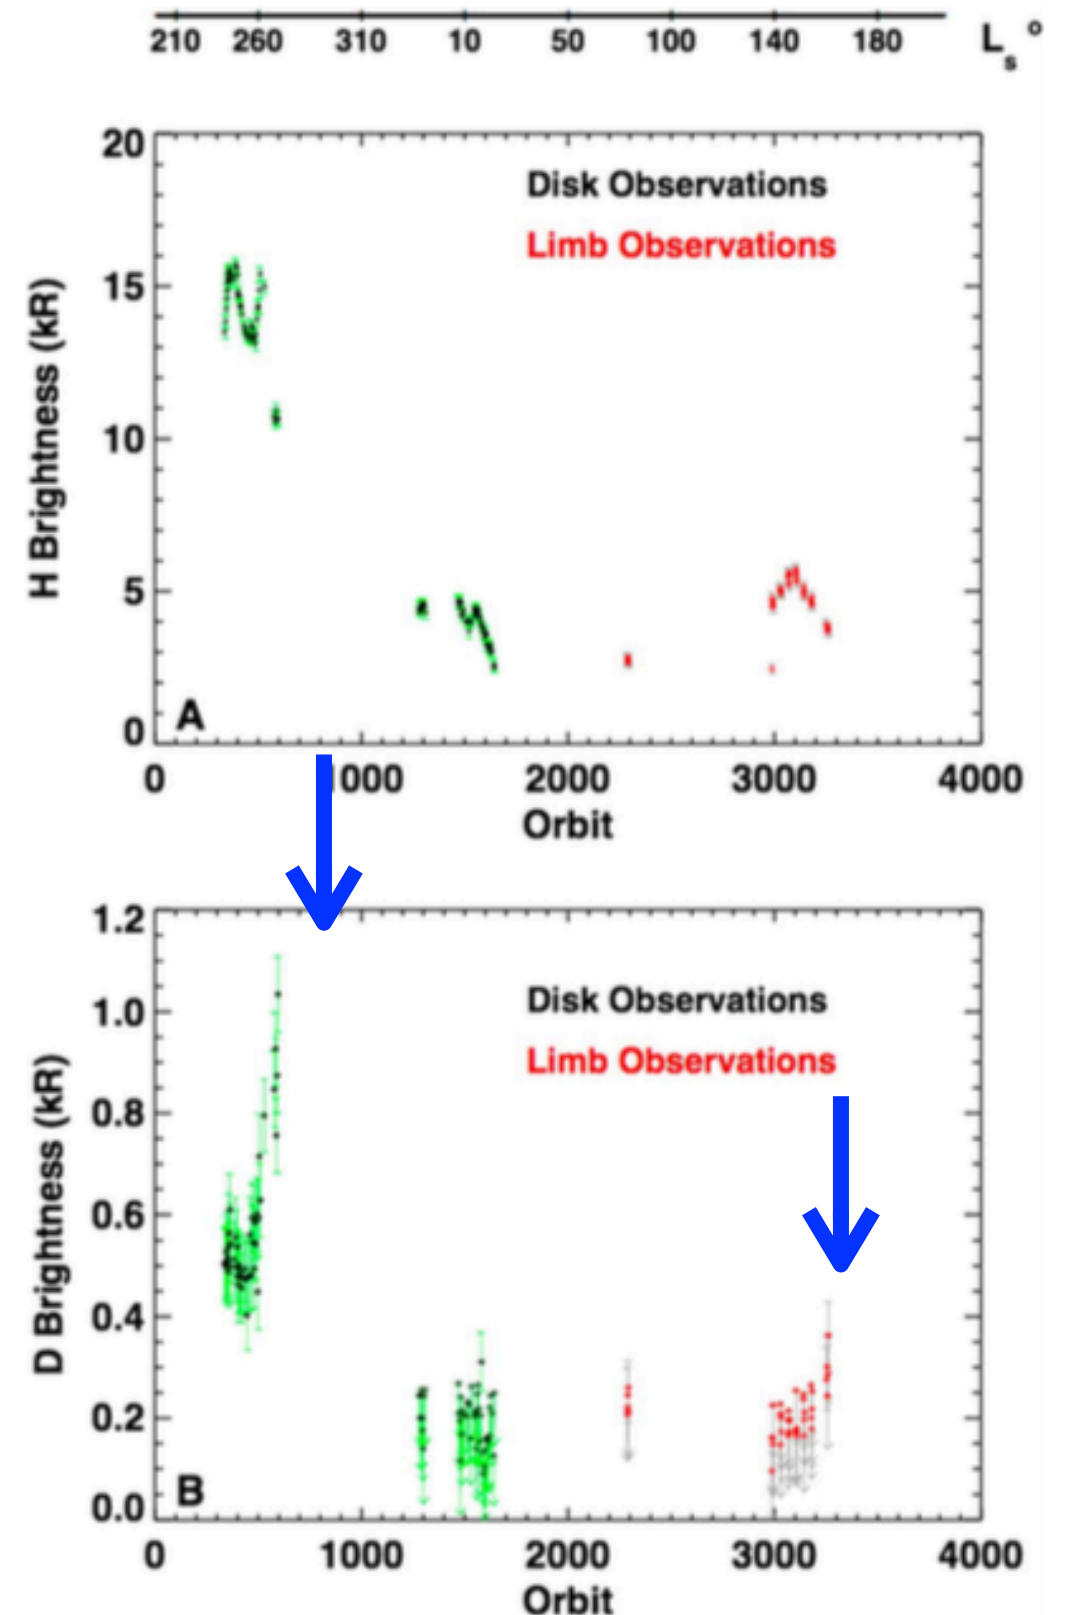 210 260 310 10 50 100 140 180 Ls °
20
Disk Observations
Limb Observations
15
H Brightness (kR)
10
5
0
A
0 1000 2000 3000 4000
Orbit
1.2
Disk Observations
1.0
Limb Observations
0.8
D Brightness (kR)
0.6
0.4
0.2
0.0
B
0 1000 2000 3000 4000
Orbit